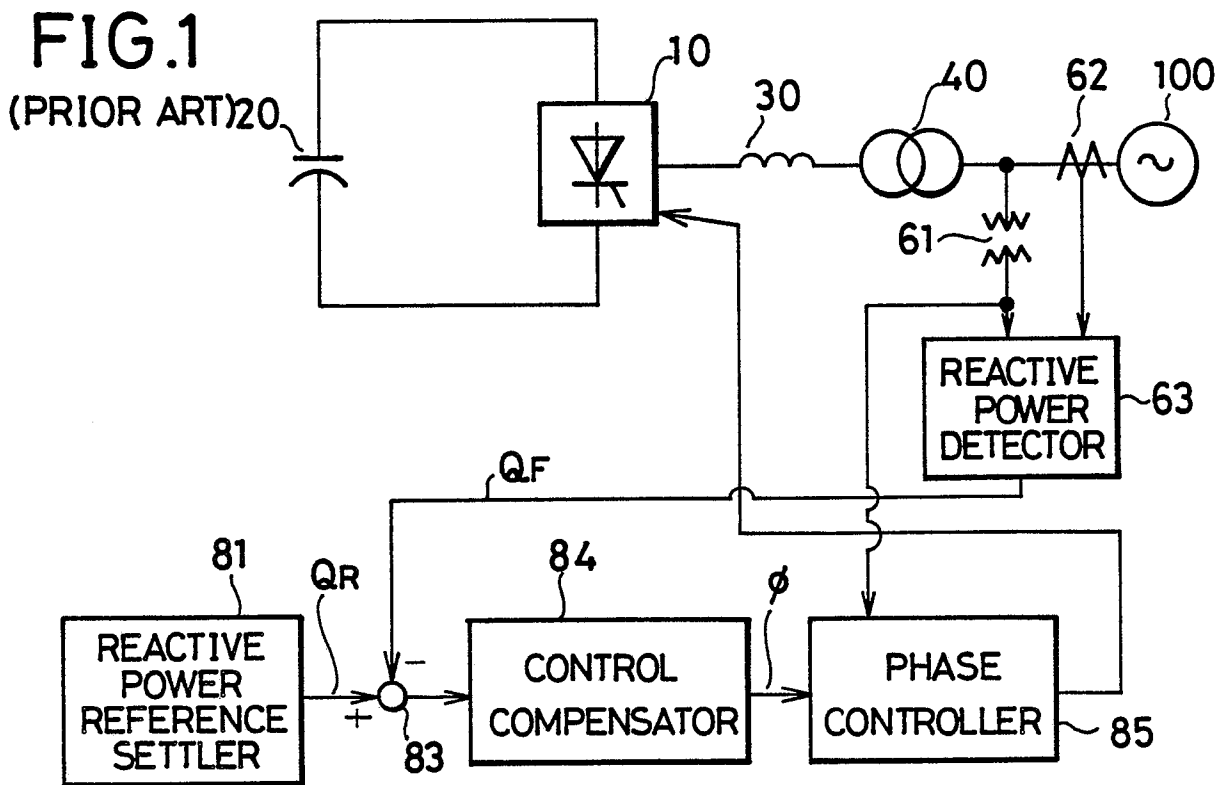 FIG.1
(PRIOR ART)
20
10
30
40
62
100
61
REACTIVE
POWER
DETECTOR
63
QF
81
QR
84
φ
REACTIVE
POWER
REFERENCE
SETTLER
+
−
83
CONTROL
COMPENSATOR
PHASE
CONTROLLER
85